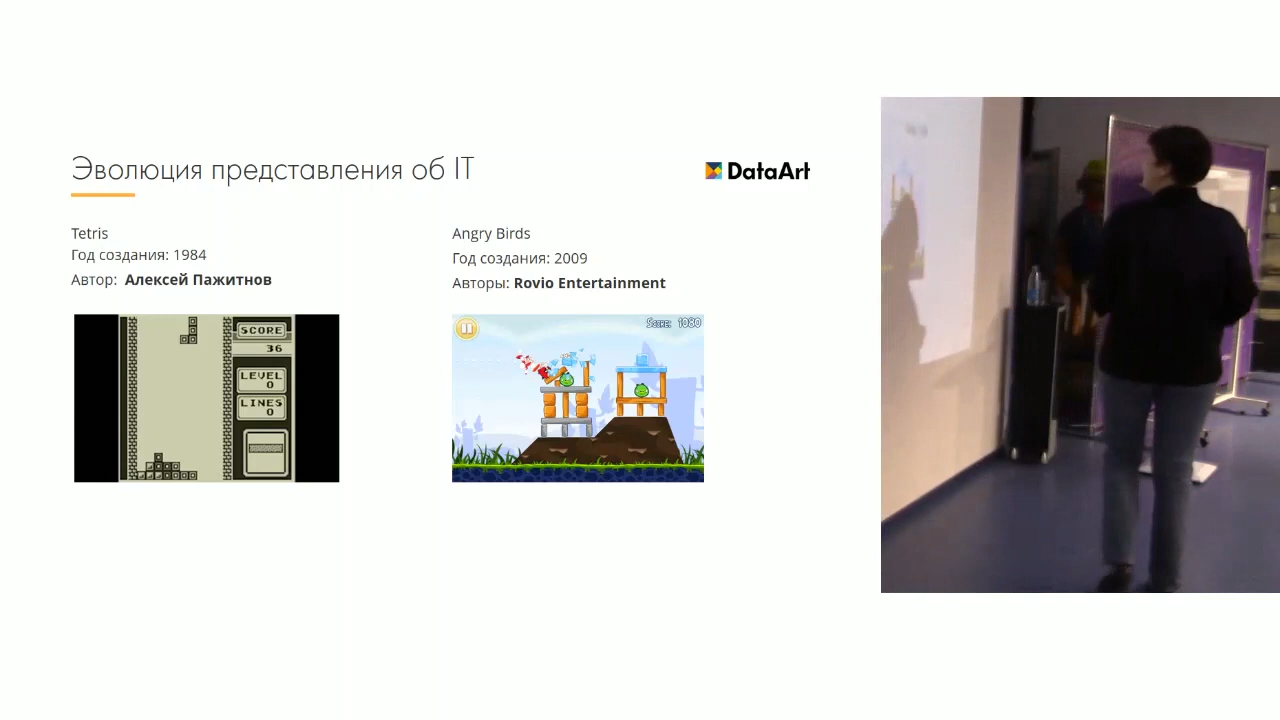 Эволюция представления об IT
DataArt
Tetris
Год создания: 1984
Автор: Алексей Пажитнов
Angry Birds
Год создания: 2009
Авторы: Rovio Entertainment
SCORE
36
LEVEL
0
LINES
0
SCORE: 1080